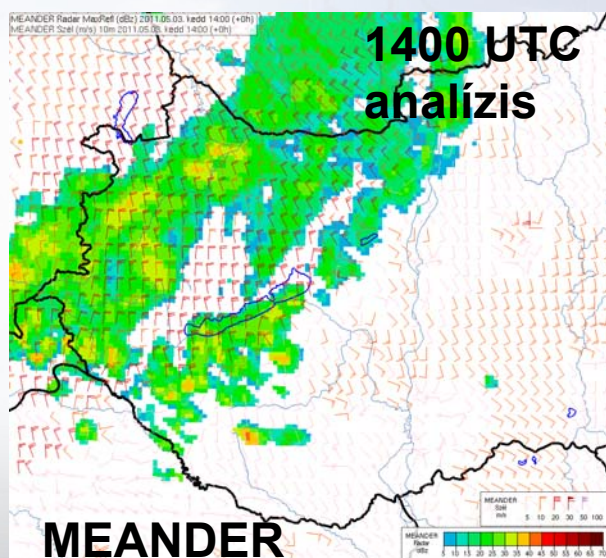 MEANDER Radar MaxRefl (dBz) 2011.05.03. kedd 14:00 (+0h)
MEANDER Szél (m/s) 10m 2011.05.03. kedd 14:00 (+0h)
1400 UTC
analízis
MEANDER
MEANDER
Szél
m/s
5 10 20 30 50 100
MEANDER
Radar
dBz
5 10 15 20 25 30 35 40 45 50 55 60 65 70